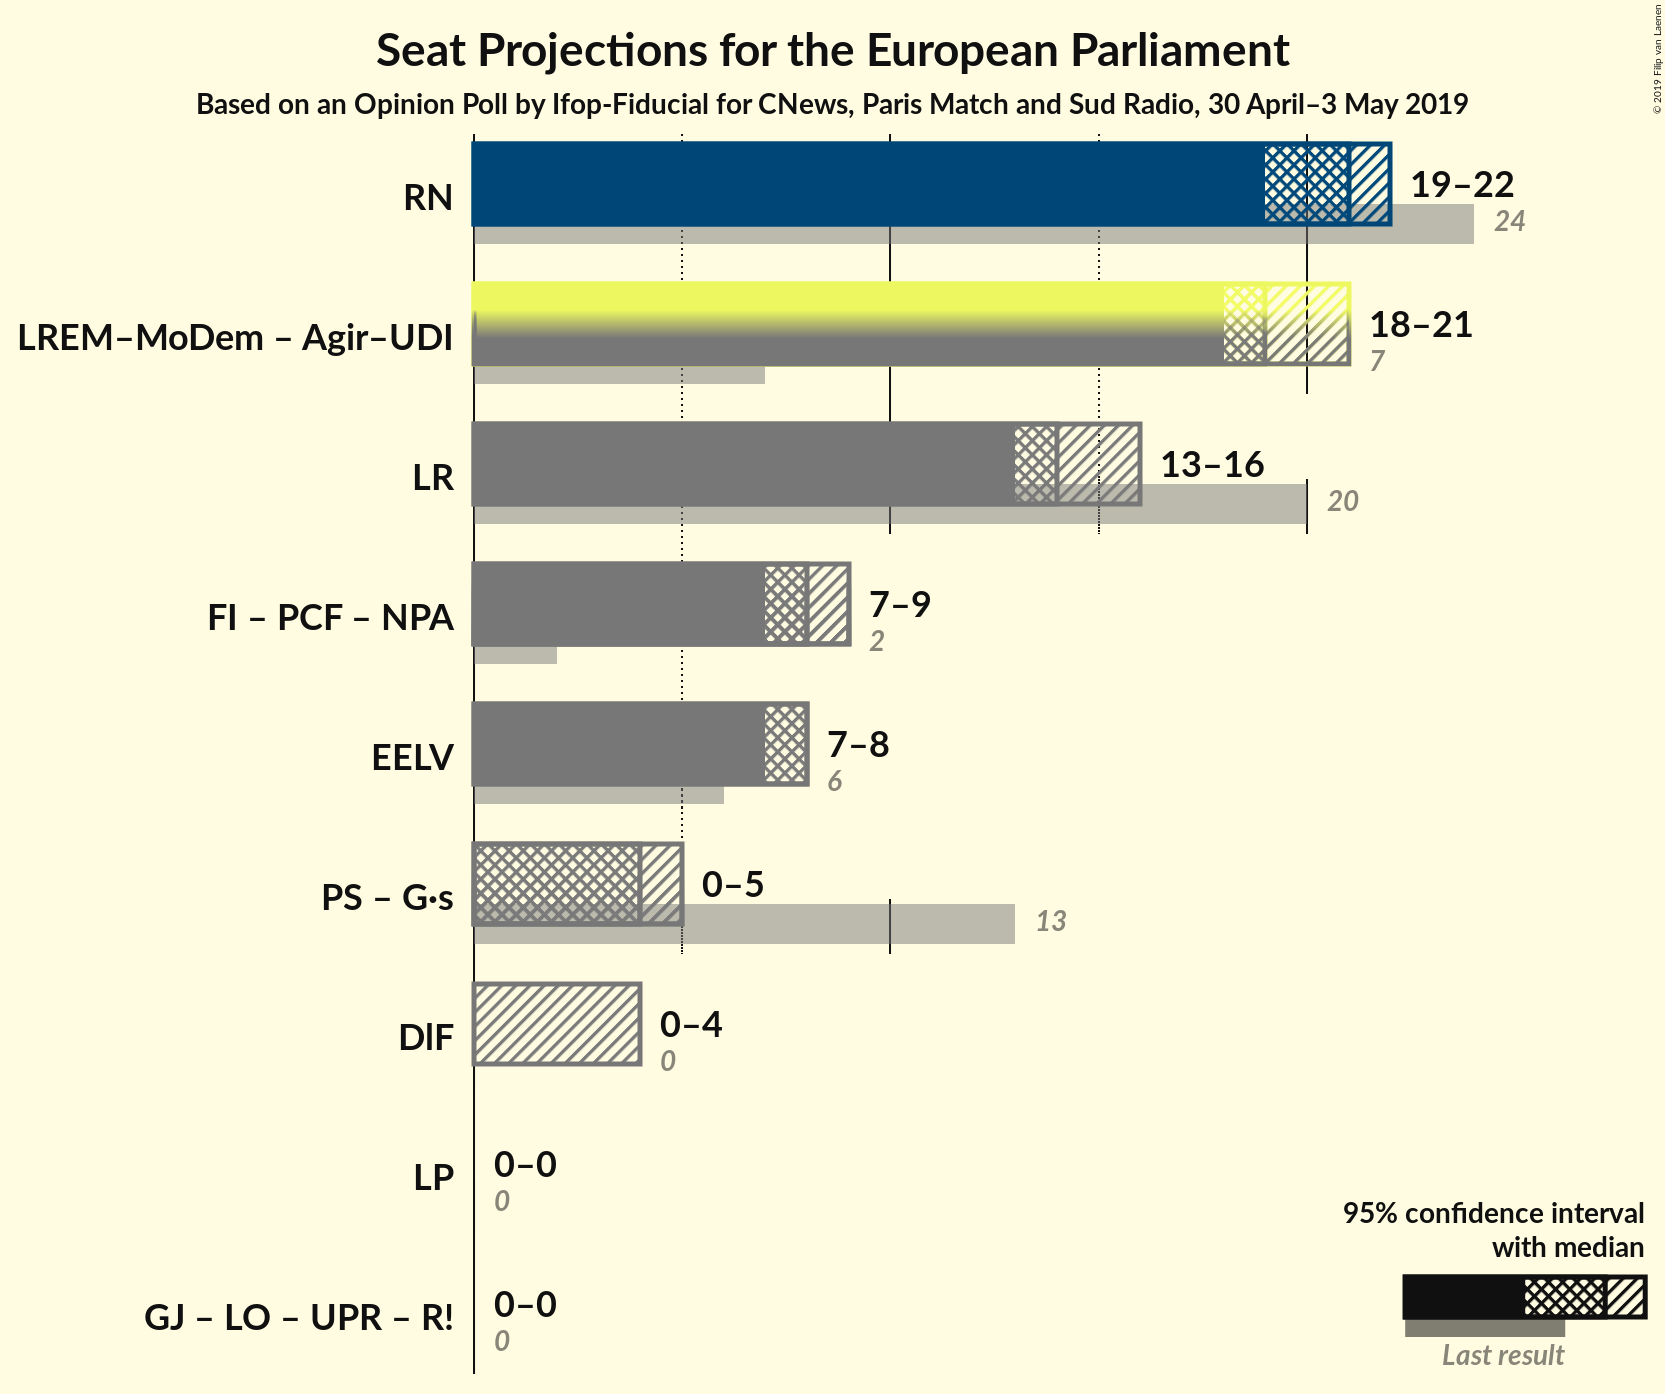 Seat Projections for the European Parliament
Based on an Opinion Poll by Ifop-Fiducial for CNews, Paris Match and Sud Radio, 30 April–3 May 2019
© 2019 Filip van Laenen
RN
19–22
24
LREM–MoDem – Agir–UDI
18–21
7
LR
13–16
20
FI – PCF – NPA
7–9
2
EELV
7–8
6
PS – G·s
0–5
13
DlF
0–4
0
LP
0–0
0
GJ – LO – UPR – R!
0–0
0
95% confidence interval
with median
Last result